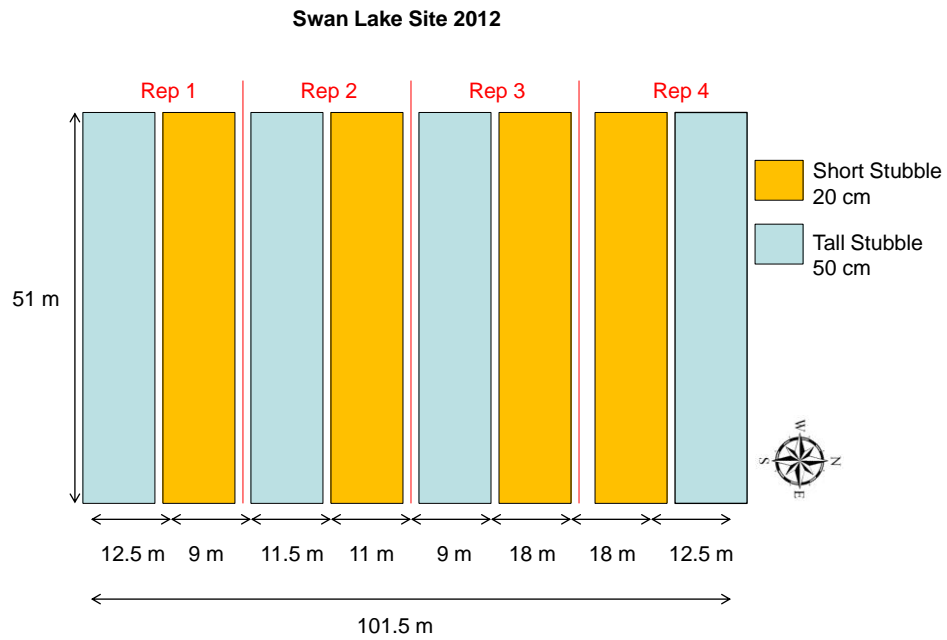 Swan Lake Site 2012
Rep 1 Rep 2 Rep 3 Rep 4
Short Stubble
20 cm
Tall Stubble
50 cm
51 m
W
S N
E
12.5 m 9 m 11.5 m 11 m 9 m 18 m 18 m 12.5 m
101.5 m